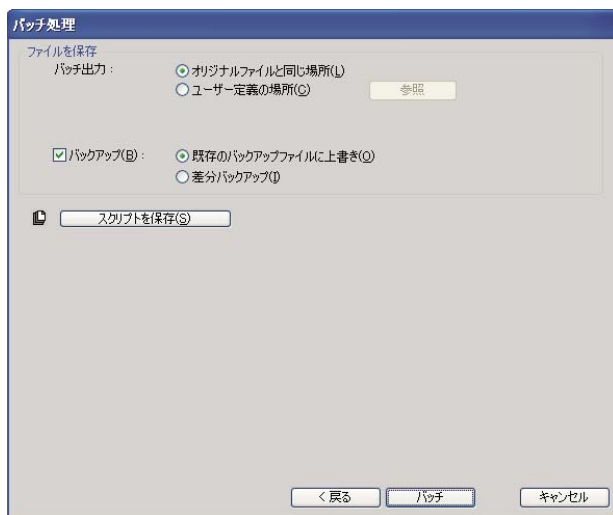 バッチ処理
ファイルを保存
バッチ出力 : オリジナルファイルと同じ場所(L)
ユーザー定義の場所(C) 参照
バックアップ(B) : 既存のバックアップファイルに上書き(O)
差分バックアップ(I)
スクリプトを保存(S)
< 戻る バッチ キャンセル